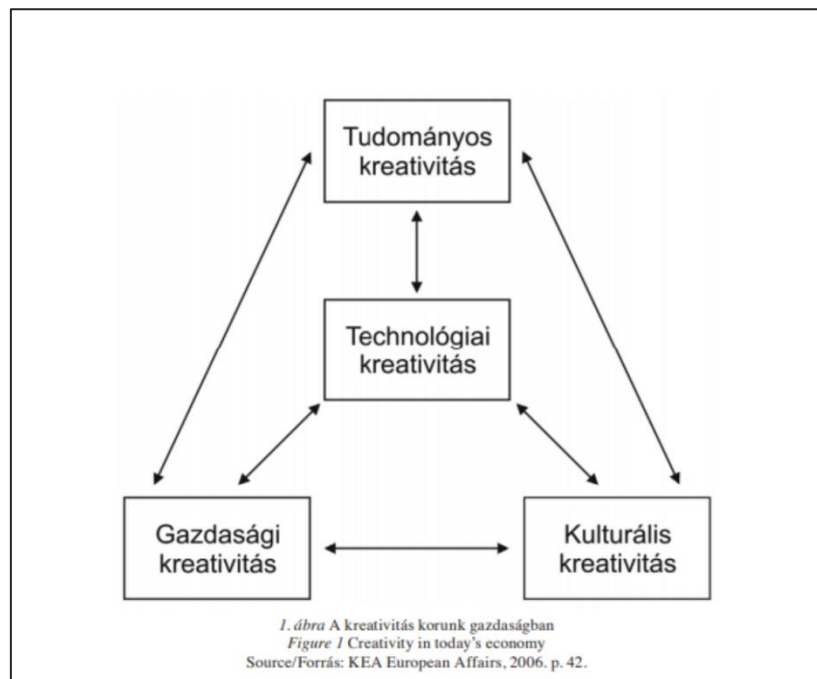 Tudományos
kreativitás
Technológiai
kreativitás
Gazdasági
kreativitás
Kulturális
kreativitás
1. ábra A kreativitás korunk gazdaságban
Figure 1 Creativity in today's economy
Source/Forrás: KEA European Affairs, 2006. p. 42.